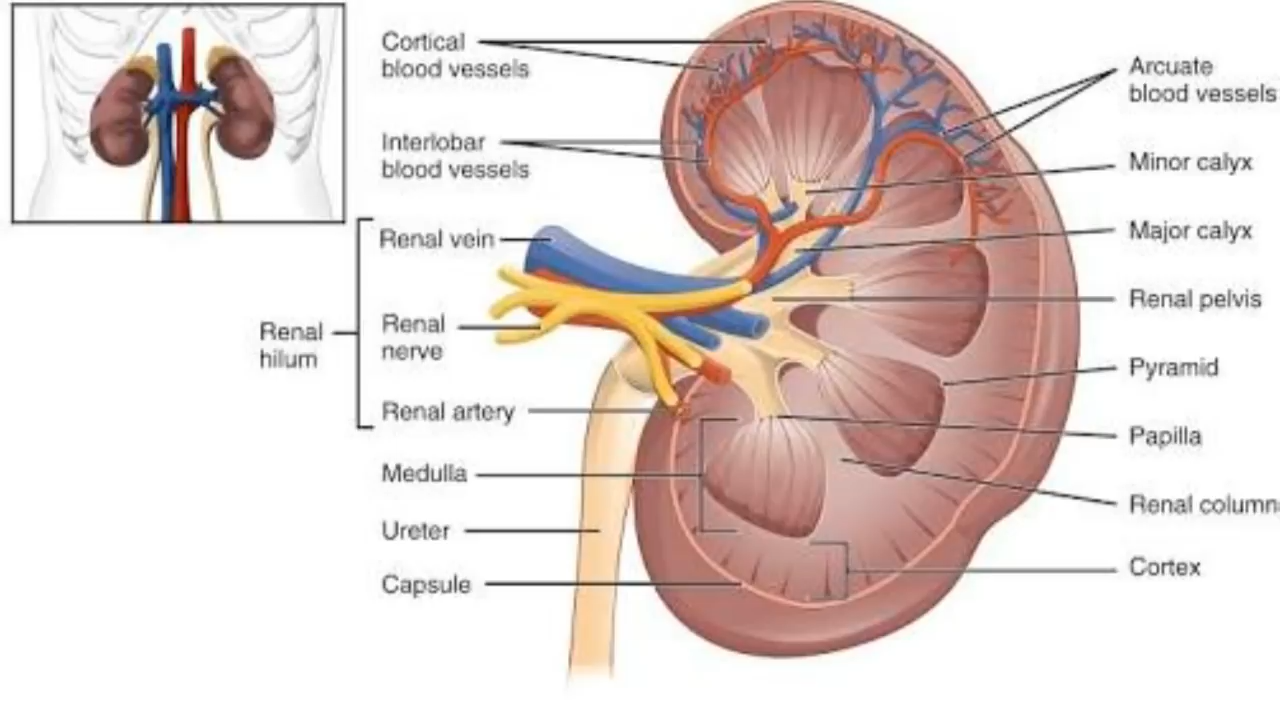 Cortical
blood vessels
Interlobar
blood vessels
Renal vein
Renal
hilum
Renal
nerve
Renal artery
Medulla
Ureter
Capsule
Arcuate
blood vessels
Minor calyx
Major calyx
Renal pelvis
Pyramid
Papilla
Renal column
Cortex